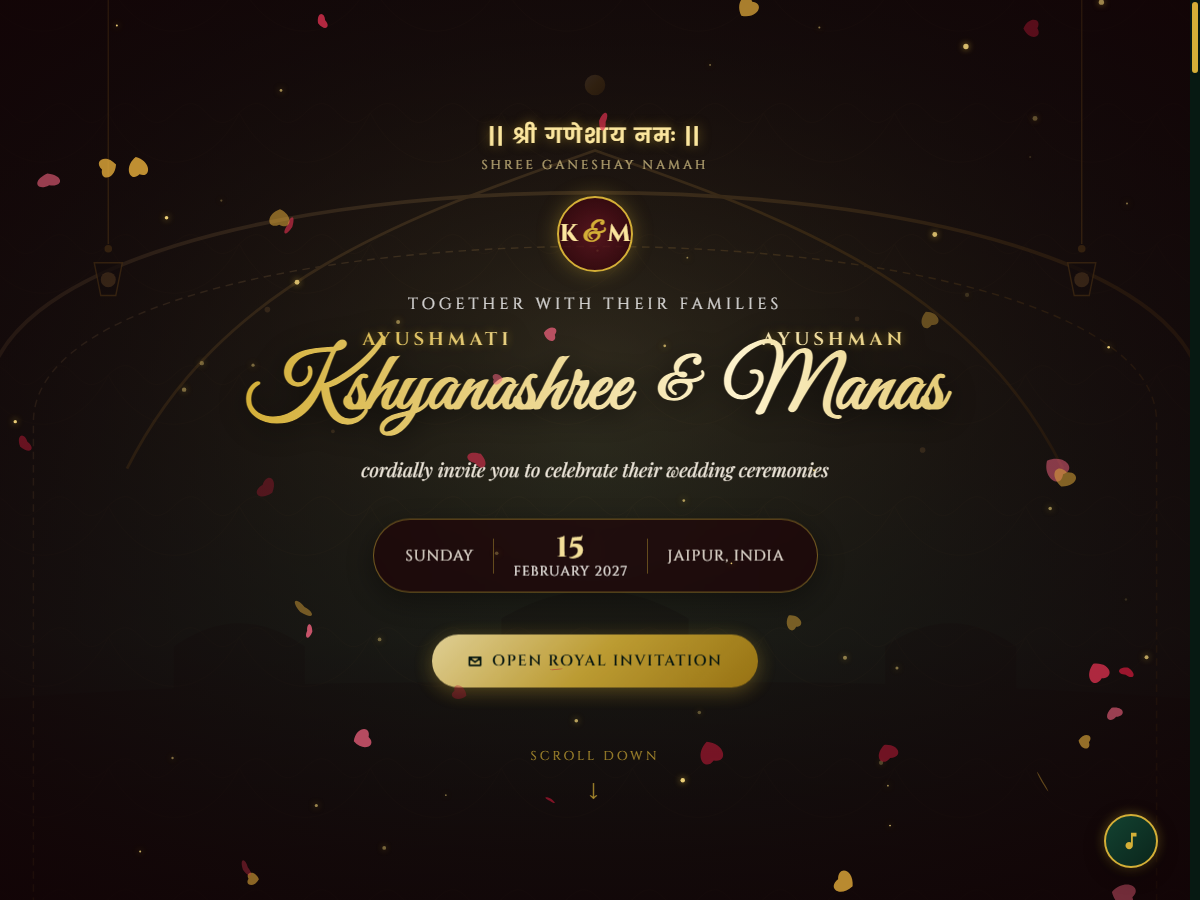 || श्री गणेशाय नमः ||
SHREE GANESHAY NAMAH
K & M
TOGETHER WITH THEIR FAMILIES
AYUSHMATI AYUSHMAN
Kshyanashree & Manas
cordially invite you to celebrate their wedding ceremonies
SUNDAY
15
FEBRUARY 2027
JAIPUR, INDIA
OPEN ROYAL INVITATION
SCROLL DOWN
↓